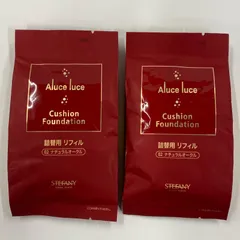 Aluce luce
Cushion
Foundation
詰替用 リフィル
02 ナチュラルオークル
STEFANY
Aluce luce
Cushion
Foundation
詰替用 リフィル
02 ナチュラルオークル
STEFANY